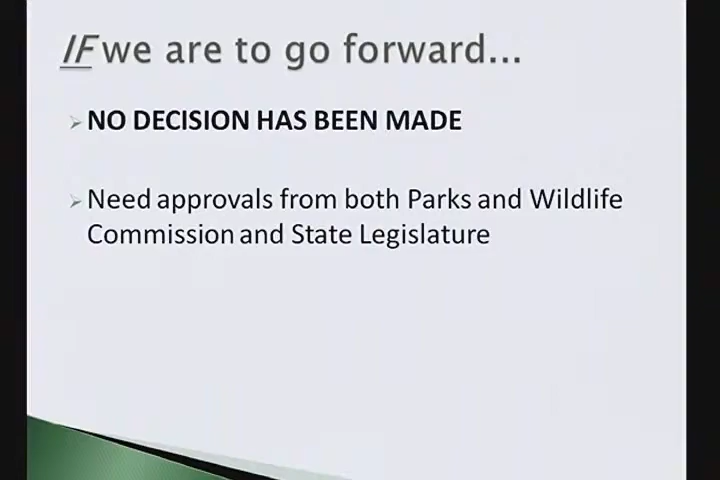 IF we are to go forward...
NO DECISION HAS BEEN MADE
Need approvals from both Parks and Wildlife
Commission and State Legislature